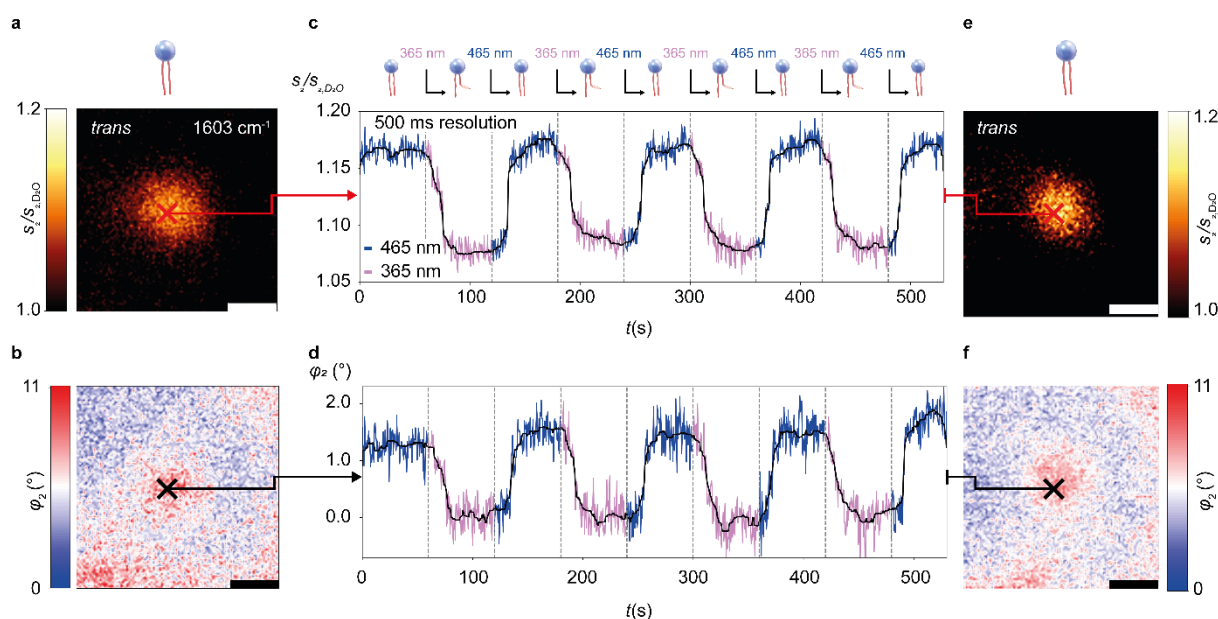 a
c
e
365 nm 465 nm 365 nm 465 nm 365 nm 465 nm 365 nm 465 nm
s₂/s₂,D₂O
1.2
1.0
s₂/s₂,D₂O
trans 1603 cm⁻¹
1.20
1.15
1.10
1.05
500 ms resolution
465 nm
365 nm
0 100 200 300 400 500
t(s)
trans
1.2
1.0
s₂/s₂,D₂O
b
d
f
11
0
φ₂ (°)
φ₂ (°)
2.0
1.0
0.0
0 100 200 300 400 500
t(s)
11
0
φ₂ (°)